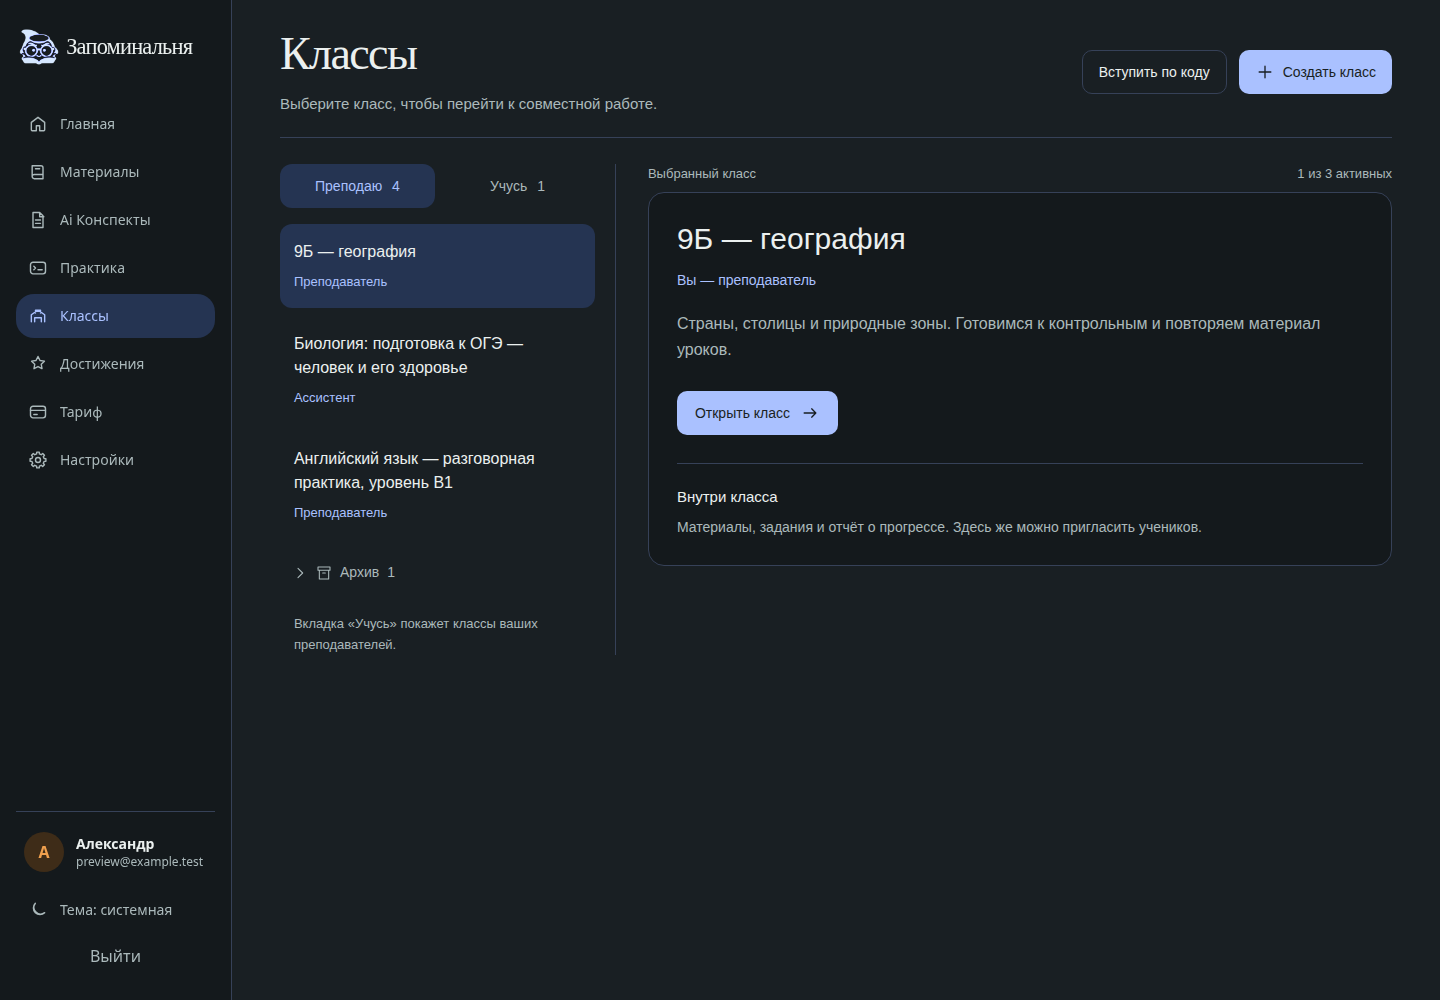 Запоминальня
Главная
Материалы
Ai Конспекты
Практика
Классы
Достижения
Тариф
Настройки
А
Александр
preview@example.test
Тема: системная
Выйти
Классы
Выберите класс, чтобы перейти к совместной работе.
Вступить по коду
Создать класс
Преподаю 4
Учусь 1
9Б — география
Преподаватель
Биология: подготовка к ОГЭ —
человек и его здоровье
Ассистент
Английский язык — разговорная
практика, уровень B1
Преподаватель
Архив 1
Вкладка «Учусь» покажет классы ваших
преподавателей.
Выбранный класс
1 из 3 активных
9Б — география
Вы — преподаватель
Страны, столицы и природные зоны. Готовимся к контрольным и повторяем материал
уроков.
Открыть класс
Внутри класса
Материалы, задания и отчёт о прогрессе. Здесь же можно пригласить учеников.